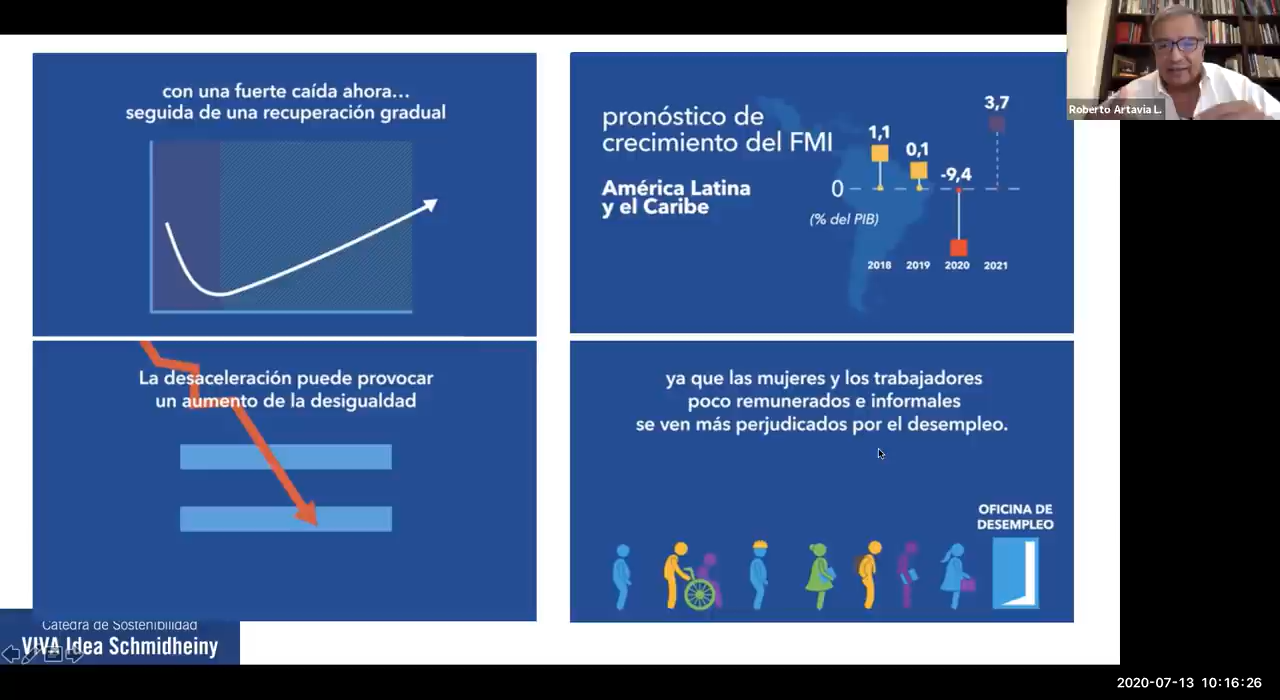 con una fuerte caída ahora...
seguida de una recuperación gradual
pronóstico de
crecimiento del FMI
América Latina
y el Caribe
3,7
1,1
0,1
-9,4
0
(% del PIB)
2018 2019 2020 2021
Roberto Artavia L.
La desaceleración puede provocar
un aumento de la desigualdad
ya que las mujeres y los trabajadores
poco remunerados e informales
se ven más perjudicados por el desempleo.
OFICINA DE
DESEMPLEO
Cátedra de Sostenibilidad
VIVA Idea Schmidheiny
2020-07-13 10:16:26